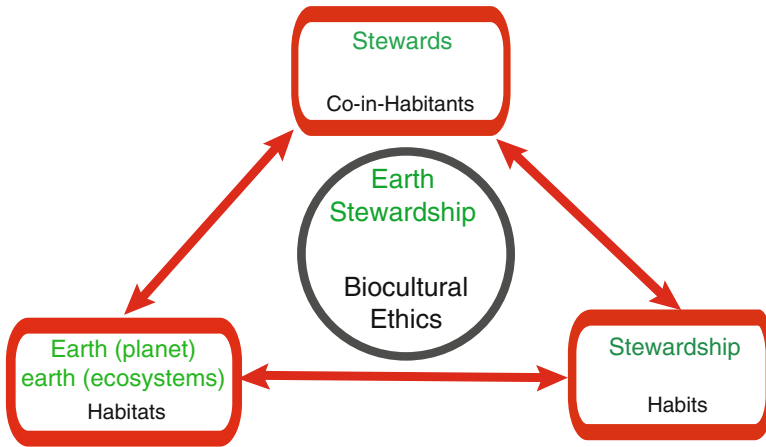 Stewards
Co-in-Habitants
Earth
Stewardship
Biocultural
Ethics
Earth (planet)
earth (ecosystems)
Habitats
Stewardship
Habits